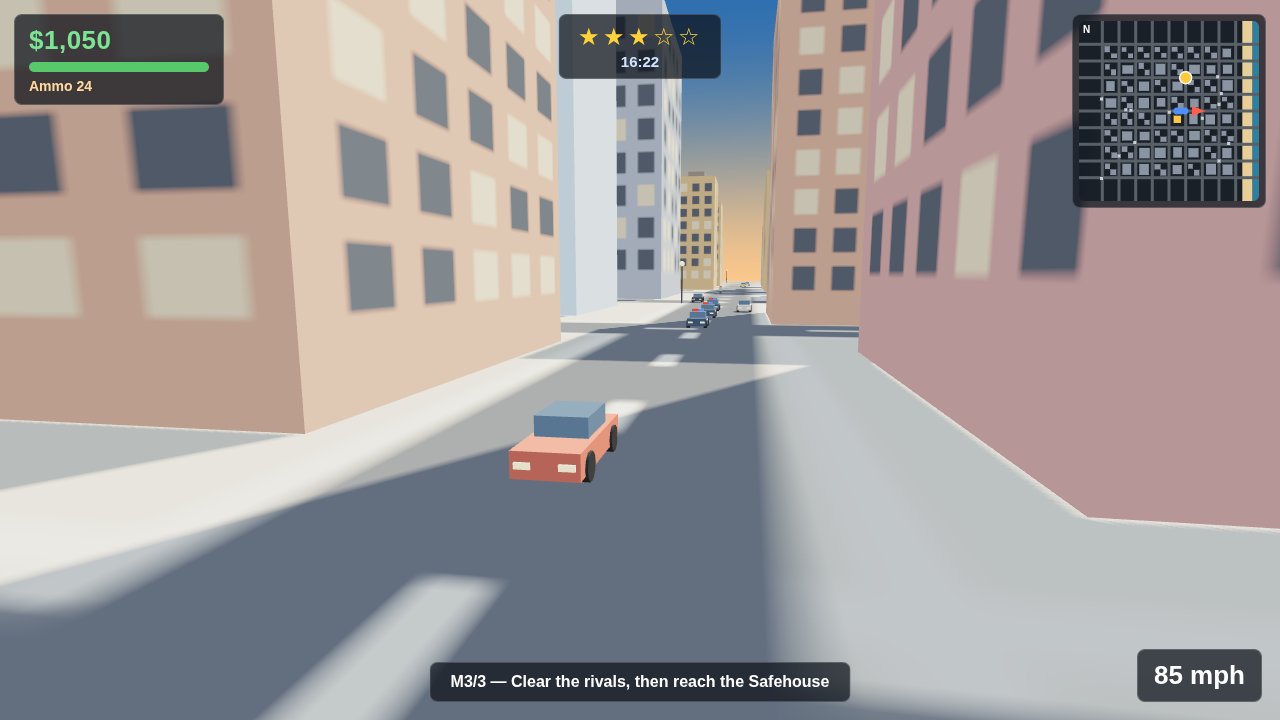 $1,050
Ammo 24
★★★☆☆
16:22
N
M3/3 — Clear the rivals, then reach the Safehouse
85 mph